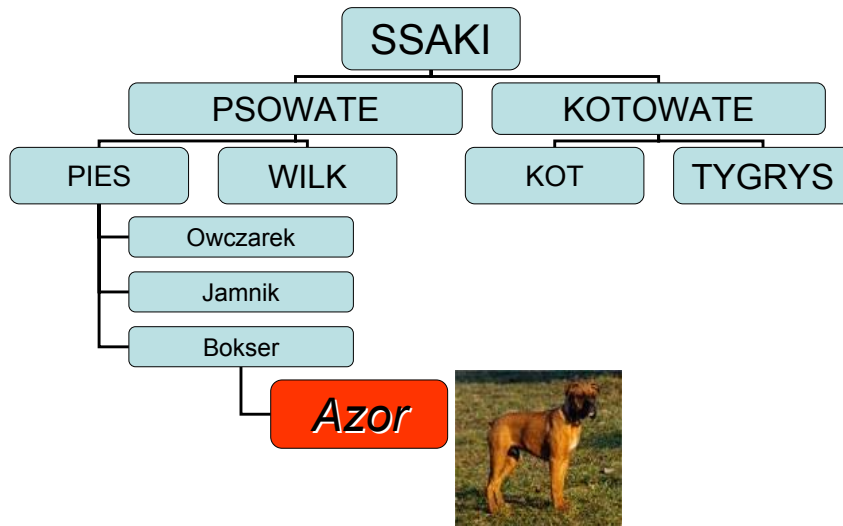 SSAKI
PSOWATE
KOTOWATE
PIES
WILK
KOT
TYGRYS
Owczarek
Jamnik
Bokser
Azor